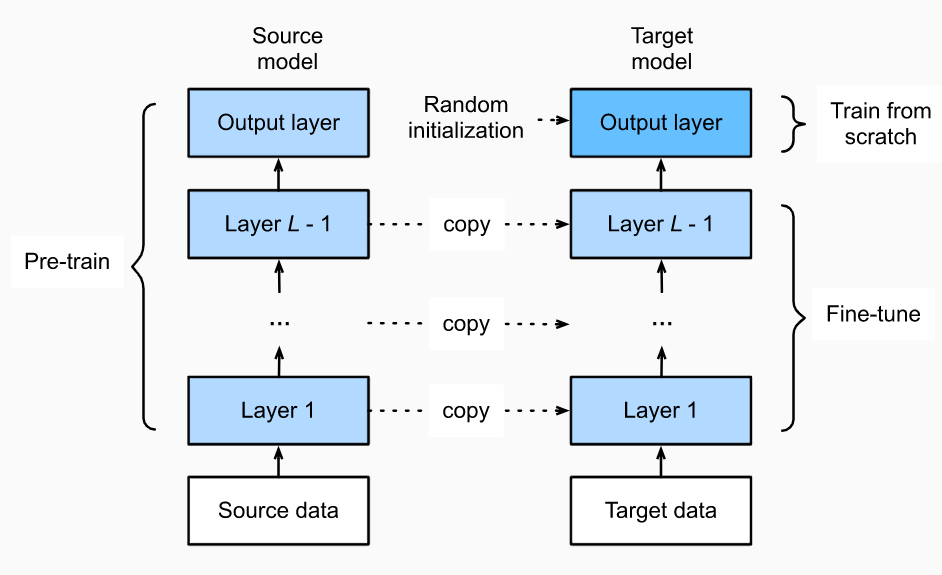 Source
model
Target
model
Output layer
Random
initialization
Output layer
Train from
scratch
Layer L - 1
copy
Layer L - 1
Pre-train
...
copy
...
Fine-tune
Layer 1
copy
Layer 1
Source data
Target data